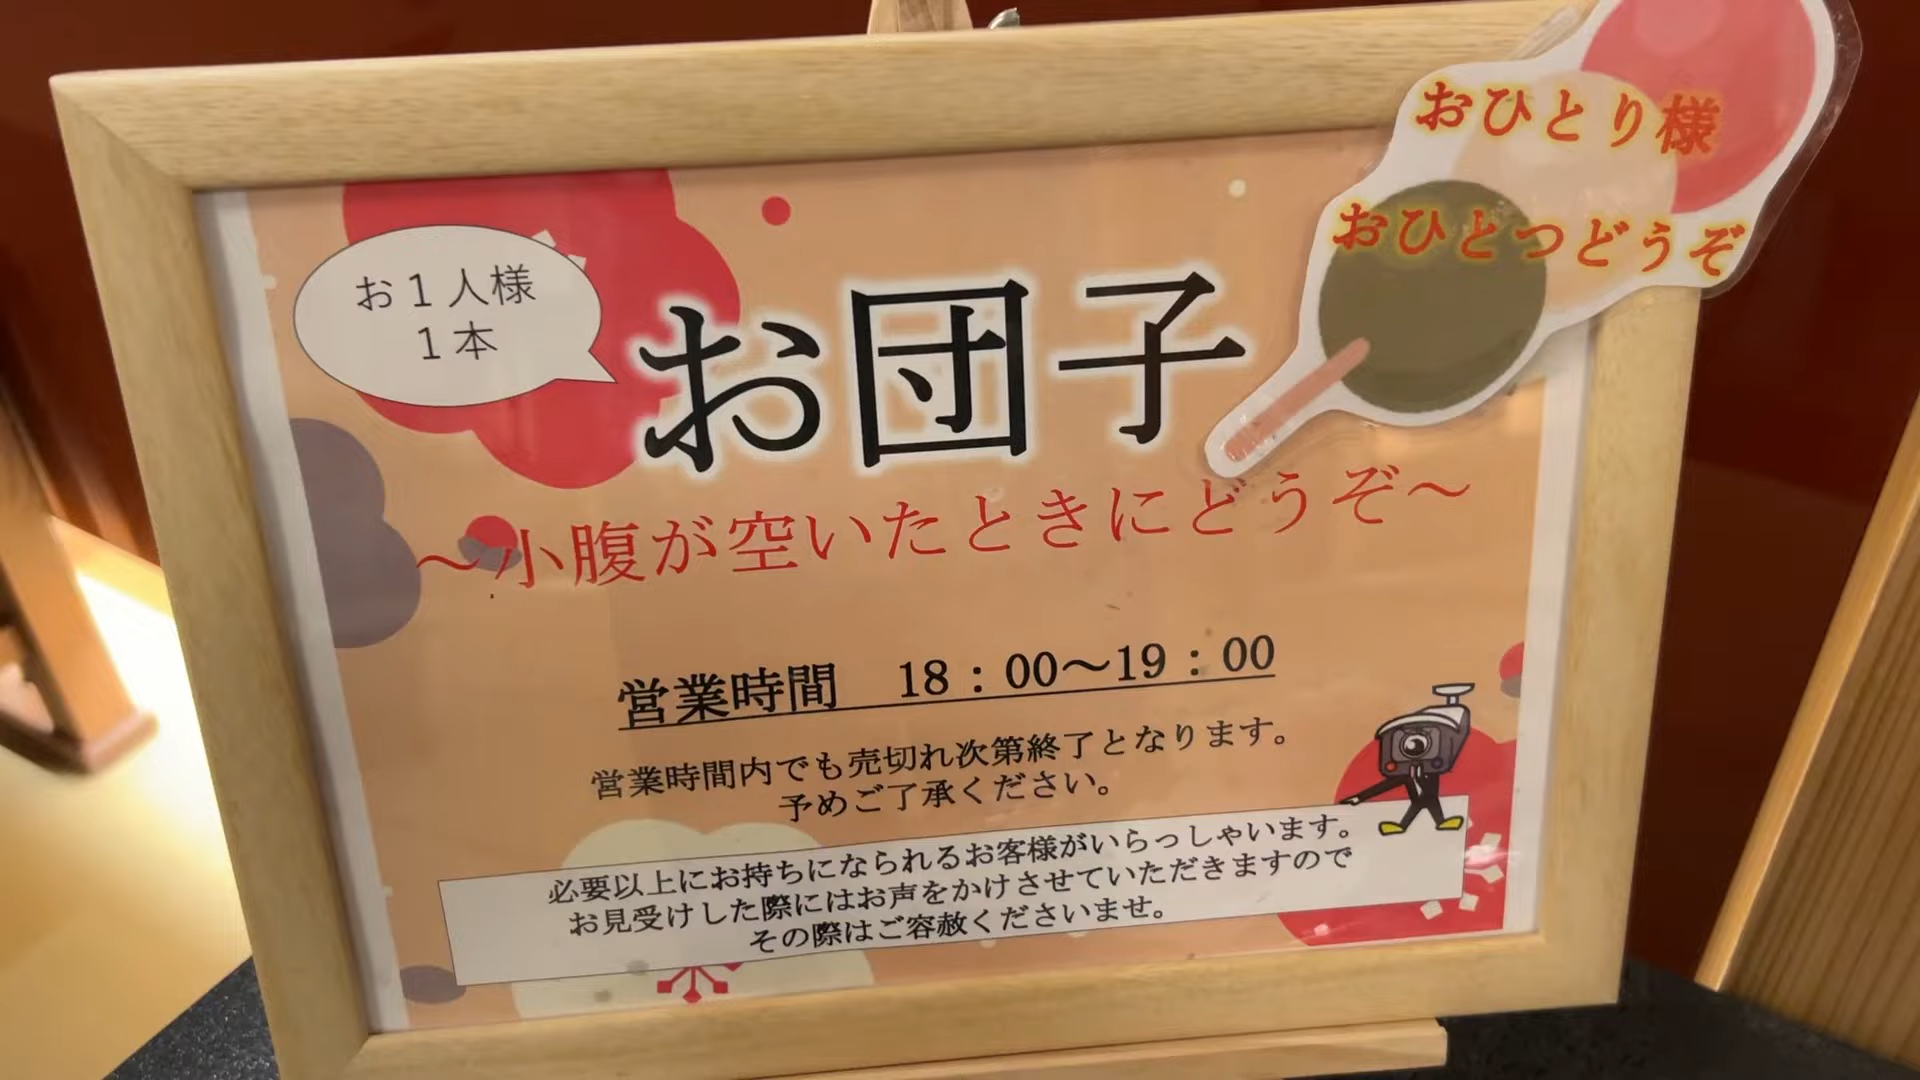 おひとり様
おひとつどうぞ
お1人様
1本
お団子
～小腹が空いたときにどうぞ～
営業時間　18：00～19：00
営業時間内でも売切れ次第終了となります。
予めご了承ください。
必要以上にお持ちになられるお客様がいらっしゃいます。
お見受けした際にはお声をかけさせていただきますので
その際はご容赦くださいませ。